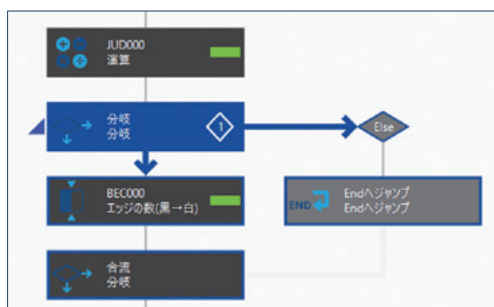 JUD000
演算
分岐
分岐
1
Else
BEC000
エッジの数(黒→白)
END
Endへジャンプ
Endへジャンプ
合流
分岐